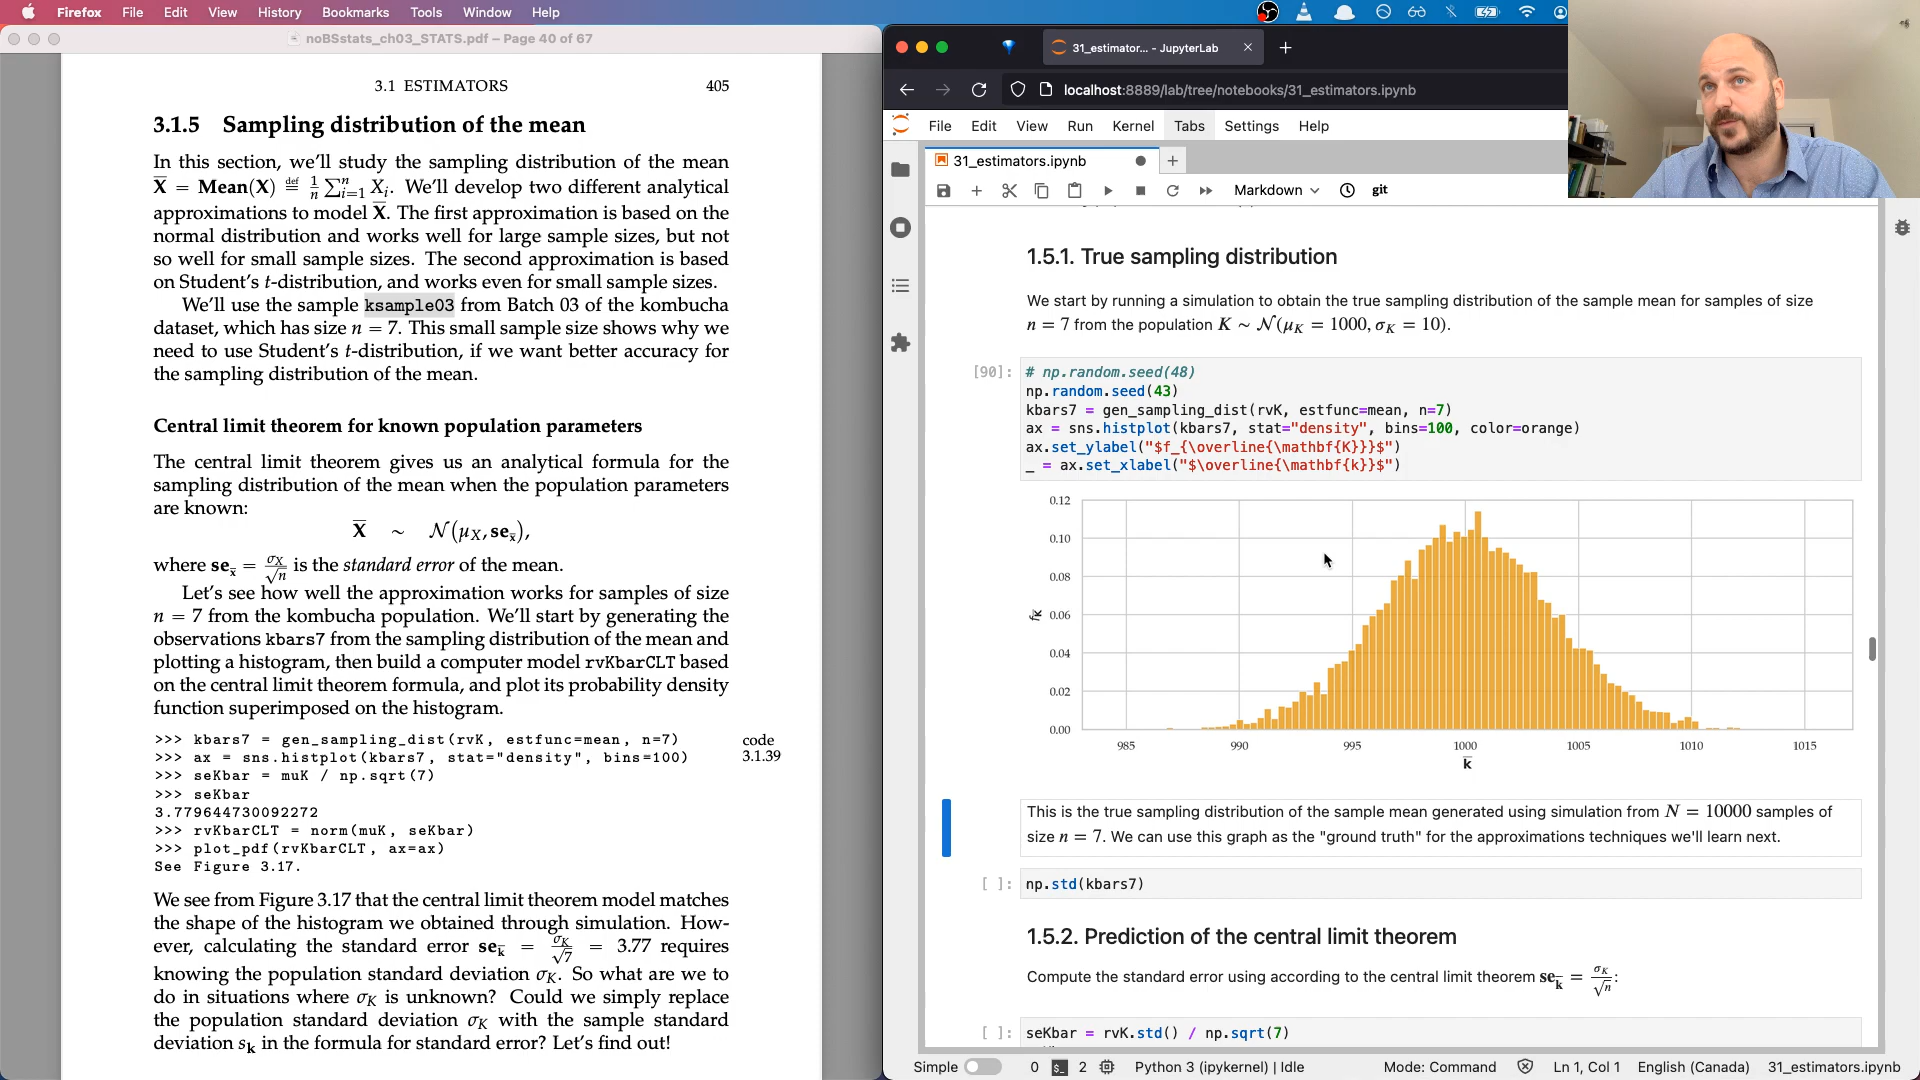 Firefox File Edit View History Bookmarks Tools Window Help
noBSstats_ch03_STATS.pdf – Page 40 of 67
3.1 ESTIMATORS 405
3.1.5 Sampling distribution of the mean
In this section, we'll study the sampling distribution of the mean
X̅ = Mean(X) ≝ 1/n ∑ⁿᵢ₌₁ Xᵢ. We'll develop two different analytical
approximations to model X̅. The first approximation is based on the
normal distribution and works well for large sample sizes, but not
so well for small sample sizes. The second approximation is based
on Student's t-distribution, and works even for small sample sizes.
We'll use the sample ksample03 from Batch 03 of the kombucha
dataset, which has size n = 7. This small sample size shows why we
need to use Student's t-distribution, if we want better accuracy for
the sampling distribution of the mean.
Central limit theorem for known population parameters
The central limit theorem gives us an analytical formula for the
sampling distribution of the mean when the population parameters
are known:
X̅ ∼ 𝒩(μ_X, se_x̅),
where se_x̅ = σ_X/√n is the standard error of the mean.
Let's see how well the approximation works for samples of size
n = 7 from the kombucha population. We'll start by generating the
observations kbars7 from the sampling distribution of the mean and
plotting a histogram, then build a computer model rvKbarCLT based
on the central limit theorem formula, and plot its probability density
function superimposed on the histogram.
>>> kbars7 = gen_sampling_dist(rvK, estfunc=mean, n=7) code
>>> ax = sns.histplot(kbars7, stat="density", bins=100) 3.1.39
>>> seKbar = muK / np.sqrt(7)
>>> seKbar
3.779644730092272
>>> rvKbarCLT = norm(muK, seKbar)
>>> plot_pdf(rvKbarCLT, ax=ax)
See Figure 3.17.
We see from Figure 3.17 that the central limit theorem model matches
the shape of the histogram we obtained through simulation. How-
ever, calculating the standard error se_k̅ = σ_K/√7 = 3.77 requires
knowing the population standard deviation σ_K. So what are we to
do in situations where σ_K is unknown? Could we simply replace
the population standard deviation σ_K with the sample standard
deviation s_k in the formula for standard error? Let's find out!
31_estimator... - JupyterLab
localhost:8889/lab/tree/notebooks/31_estimators.ipynb
File Edit View Run Kernel Tabs Settings Help
31_estimators.ipynb
Markdown git
1.5.1. True sampling distribution
We start by running a simulation to obtain the true sampling distribution of the sample mean for samples of size
n = 7 from the population K ∼ 𝒩(μ_K = 1000, σ_K = 10).
[90]: # np.random.seed(48)
np.random.seed(43)
kbars7 = gen_sampling_dist(rvK, estfunc=mean, n=7)
ax = sns.histplot(kbars7, stat="density", bins=100, color=orange)
ax.set_ylabel("$f_{\overline{\mathbf{K}}}$")
_ = ax.set_xlabel("$\overline{\mathbf{k}}$")
0.12
0.10
0.08
f_K̅ 0.06
0.04
0.02
0.00
985 990 995 1000 1005 1010 1015
k̅
This is the true sampling distribution of the sample mean generated using simulation from N = 10000 samples of
size n = 7. We can use this graph as the "ground truth" for the approximations techniques we'll learn next.
[ ]: np.std(kbars7)
1.5.2. Prediction of the central limit theorem
Compute the standard error using according to the central limit theorem se_k̅ = σ_K/√n:
[ ]: seKbar = rvK.std() / np.sqrt(7)
Simple 0 2 Python 3 (ipykernel) | Idle Mode: Command Ln 1, Col 1 English (Canada) 31_estimators.ipynb